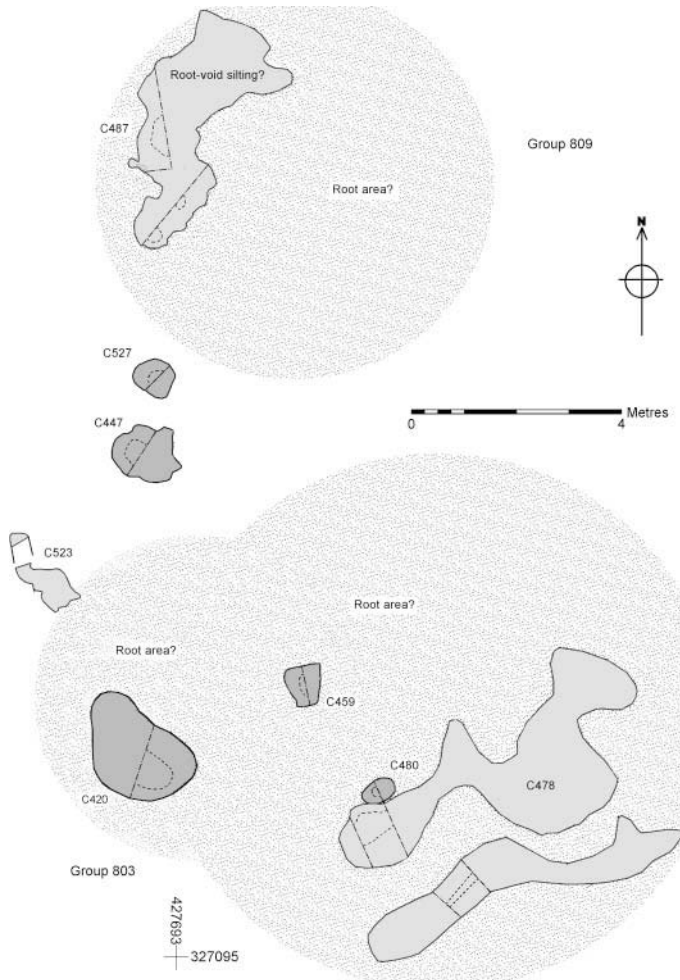 Root-void silting?
C487
Group 809
Root area?
N
C527
Metres
0 4
C447
C523
Root area?
Root area?
C459
C480
C478
C420
Group 803
427693
327095